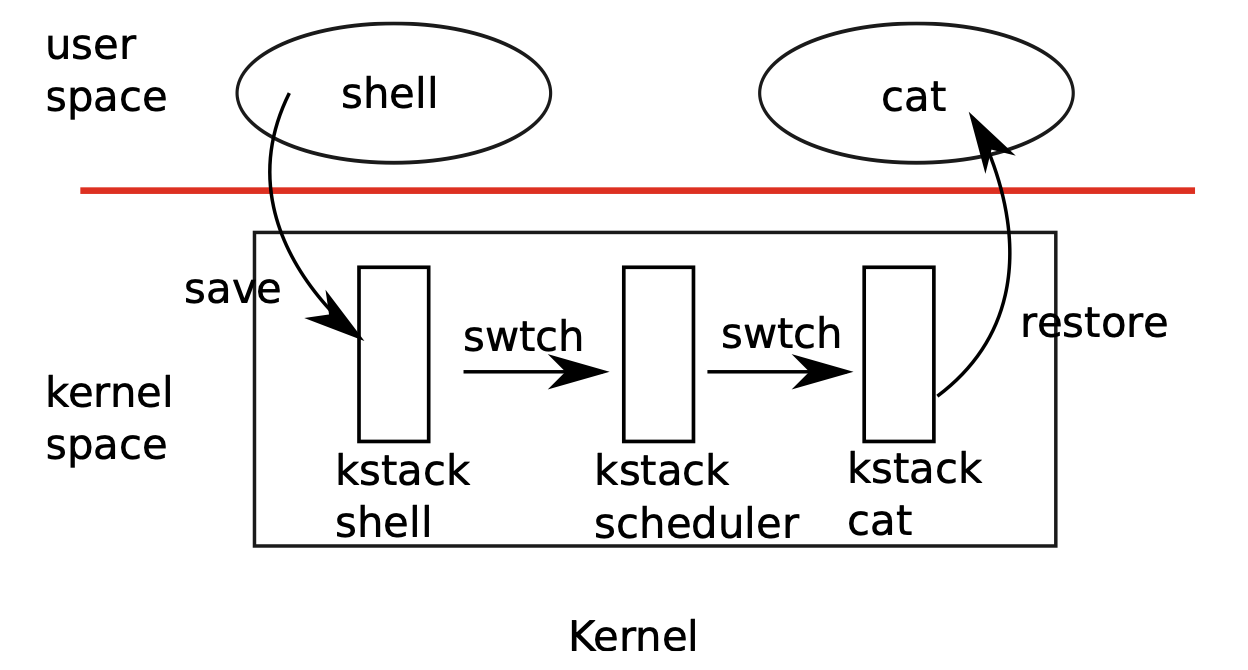 user
space
shell
cat
save
swtch
swtch
restore
kernel
space
kstack
shell
kstack
scheduler
kstack
cat
Kernel